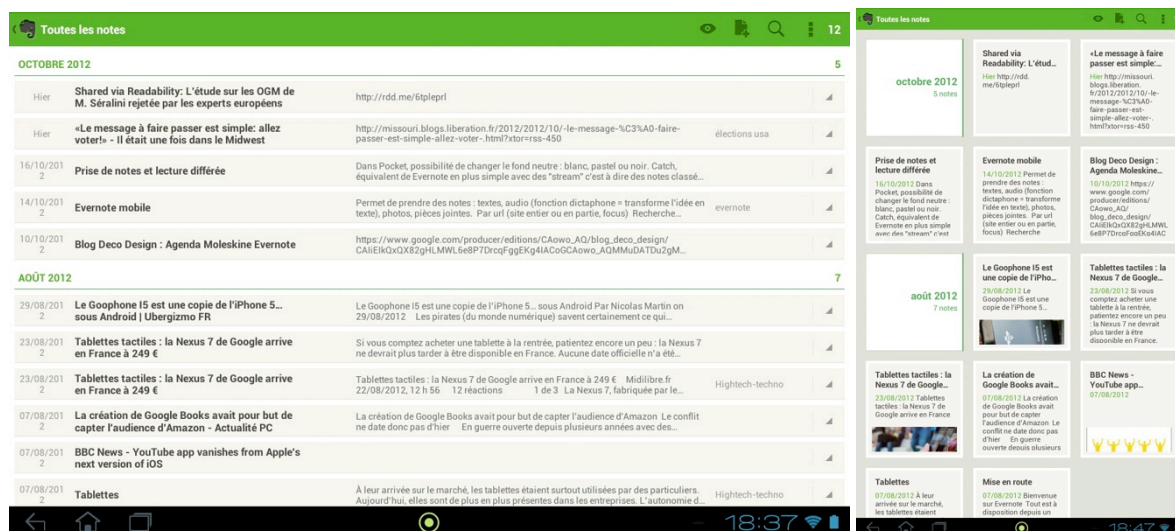 Toutes les notes
12
OCTOBRE 2012
5
Hier
Shared via Readability: L'étude sur les OGM de
M. Séralini rejetée par les experts européens
http://rdd.me/6tpleprl
Hier
«Le message à faire passer est simple: allez
voter!» - Il était une fois dans le Midwest
http://missouri.blogs.liberation.fr/2012/2012/10/-le-message-%C3%A0-faire-
passer-est-simple-allez-voter-.html?xtor=rss-450
élections usa
16/10/201
2
Prise de notes et lecture différée
Dans Pocket, possibilité de changer le fond neutre : blanc, pastel ou noir. Catch,
équivalent de Evernote en plus simple avec des "stream" c'est à dire des notes classé…
14/10/201
2
Evernote mobile
Permet de prendre des notes : textes, audio (fonction dictaphone = transforme l'idée en
texte), photos, pièces jointes. Par url (site entier ou en partie, focus) Recherche…
evernote
10/10/201
2
Blog Deco Design : Agenda Moleskine Evernote
https://www.google.com/producer/editions/CAowo_AQ/blog_deco_design/
AOÛT 2012
7
29/08/201
2
Le Goophone I5 est une copie de l'iPhone 5…
sous Android | Ubergizmo FR
Le Goophone I5 est une copie de l'iPhone 5… sous Android Par Nicolas Martin on
29/08/2012 Les pirates (du monde numérique) savent certainement ce qui…
23/08/201
2
Tablettes tactiles : la Nexus 7 de Google arrive
en France à 249 €
Si vous comptez acheter une tablette à la rentrée, patientez encore un peu : la Nexus 7
ne devrait plus tarder à être disponible en France. Aucune date officielle n'a été…
23/08/201
2
Tablettes tactiles : la Nexus 7 de Google arrive
en France à 249 €
Tablettes tactiles : la Nexus 7 de Google arrive en France à 249 € Midilibre.fr
22/08/2012, 12 h 56 12 réactions 1 de 3 La Nexus 7, fabriquée par le…
Hightech-techno
07/08/201
2
La création de Google Books avait pour but de
capter l'audience d'Amazon - Actualité PC
La création de Google Books avait pour but de capter l'audience d'Amazon Le conflit
ne date donc pas d'hier En guerre ouverte depuis plusieurs années avec des…
07/08/201
2
BBC News - YouTube app vanishes from Apple's
next version of iOS
07/08/201
2
Tablettes
À leur arrivée sur le marché, les tablettes étaient surtout utilisées par des particuliers.
Aujourd'hui, elles sont de plus en plus présentes dans les entreprises. L'autonomie d…
Hightech-techno
18:37
Toutes les notes
octobre 2012
5 notes
Shared via
Readability: L'étud…
Hier http://rdd.
me/6tpleprl
«Le message à faire
passer est simple:…
Hier http://missouri.
blogs.liberation.
fr/2012/2012/10/-le-
message-%C3%A0-
faire-passer-est-
simple-allez-voter-.
html?xtor=rss-450
Prise de notes et
lecture différée
16/10/2012 Dans
Pocket, possibilité de
changer le fond neutre :
blanc, pastel ou noir.
Catch, équivalent de
Evernote en plus simple
avec des "stream" c'est
Evernote mobile
14/10/2012 Permet de
prendre des notes :
textes, audio (fonction
dictaphone = transforme
l'idée en texte), photos,
pièces jointes. Par url
(site entier ou en partie,
focus) Recherche
Blog Deco Design :
Agenda Moleskine…
10/10/2012 https://
www.google.com/
producer/editions/
CAowo_AQ/
blog_deco_design/
août 2012
7 notes
Le Goophone I5 est
une copie de l'iPho…
29/08/2012 Le
Goophone I5 est une
copie de l'iPhone 5…
Tablettes tactiles : la
Nexus 7 de Google…
23/08/2012 Si vous
comptez acheter une
tablette à la rentrée,
patientez encore un peu
: la Nexus 7 ne devrait
plus tarder à être
disponible en France.
Tablettes tactiles : la
Nexus 7 de Google…
23/08/2012 Tablettes
tactiles : la Nexus 7 de
Google arrive en France
La création de
Google Books avait…
07/08/2012 La création
de Google Books avait
pour but de capter
l'audience d'Amazon Le
conflit ne date donc pas
d'hier En guerre
ouverte depuis plusieurs
BBC News -
YouTube app…
07/08/2012
Tablettes
07/08/2012 À leur
arrivée sur le marché,
les tablettes étaient
Mise en route
07/08/2012 Bienvenue
sur Evernote Tout est à
disposition depuis un
18:47